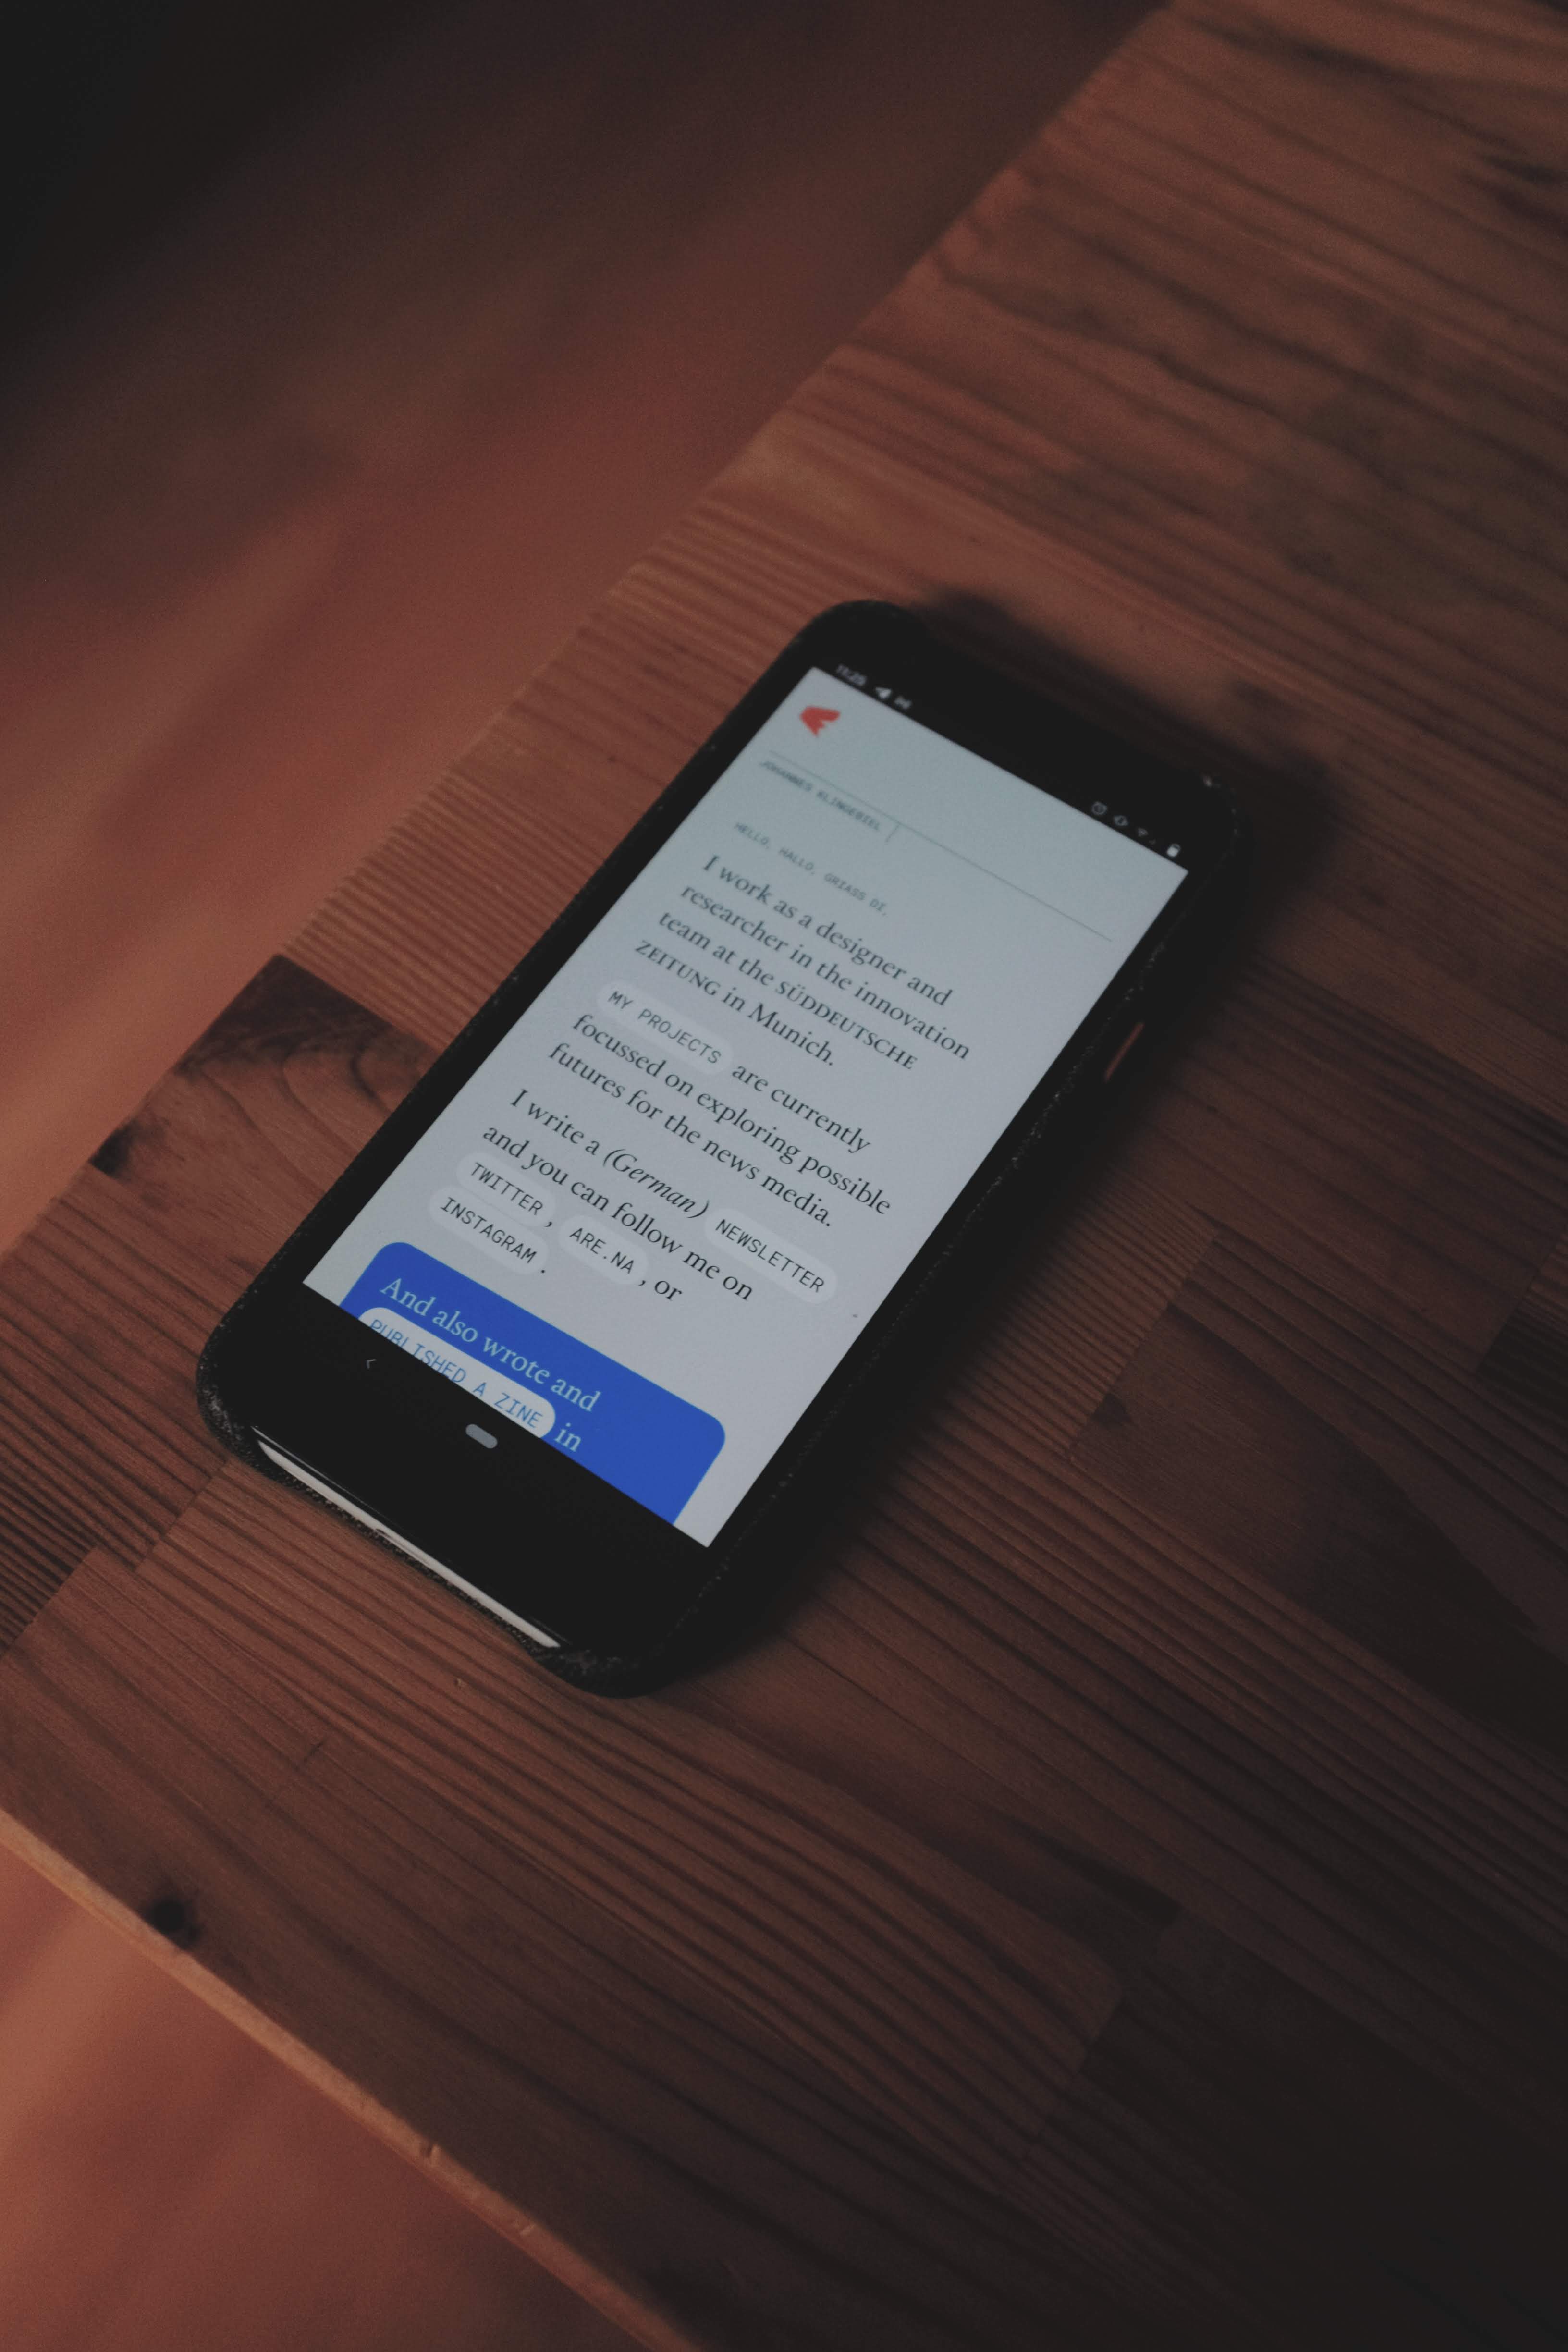 11:25
JOHANNES KLINGEBIEL
HELLO, HALLO, GRIASS DI,
I work as a designer and
researcher in the innovation
team at the SÜDDEUTSCHE
ZEITUNG in Munich.
MY PROJECTS are currently
focussed on exploring possible
futures for the news media.
I write a (German) NEWSLETTER
and you can follow me on
TWITTER, ARE.NA, or
INSTAGRAM.
And also wrote and
PUBLISHED A ZINE in